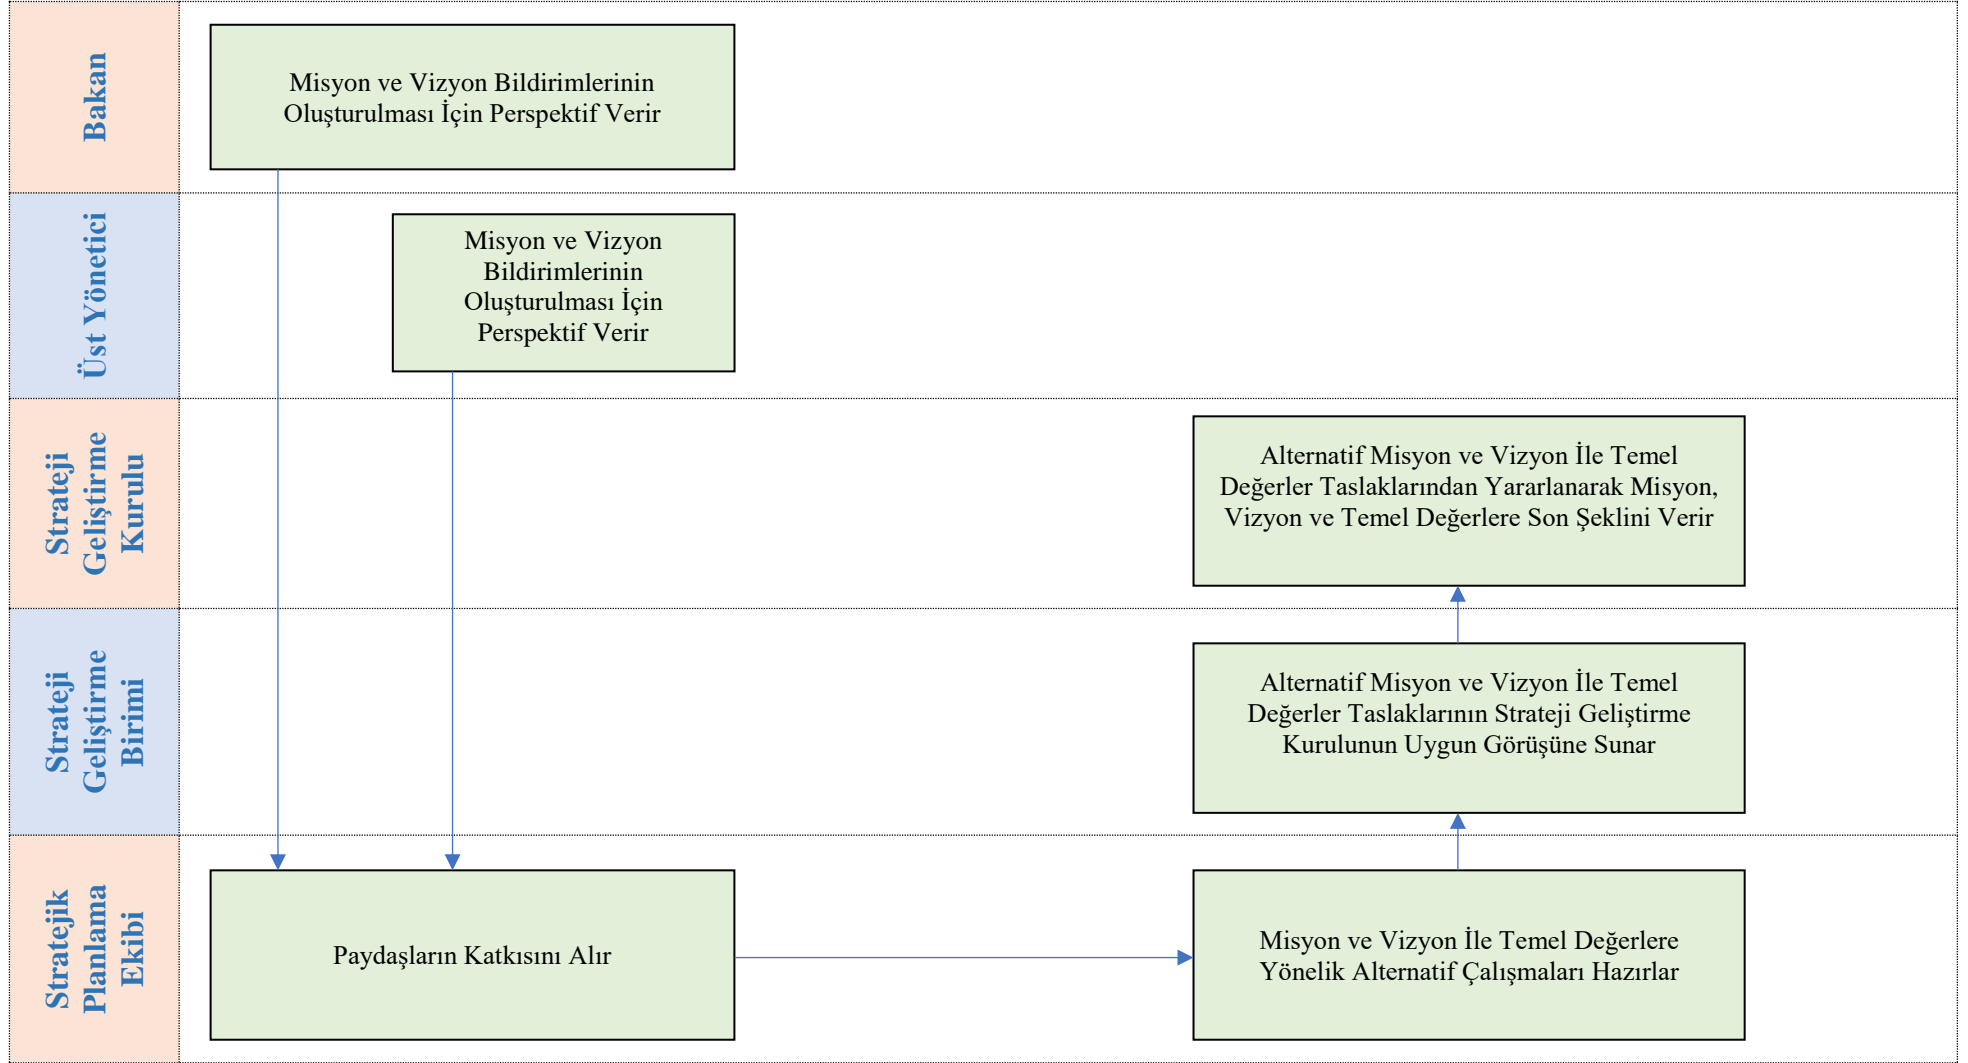 Bakan
Misyon ve Vizyon Bildirimlerinin
Oluşturulması İçin Perspektif Verir
Üst Yönetici
Misyon ve Vizyon
Bildirimlerinin
Oluşturulması İçin
Perspektif Verir
Strateji
Geliştirme
Kurulu
Alternatif Misyon ve Vizyon İle Temel
Değerler Taslaklarından Yararlanarak Misyon,
Vizyon ve Temel Değerlere Son Şeklini Verir
Strateji
Geliştirme
Birimi
Alternatif Misyon ve Vizyon İle Temel
Değerler Taslaklarının Strateji Geliştirme
Kurulunun Uygun Görüşüne Sunar
Stratejik
Planlama
Ekibi
Paydaşların Katkısını Alır
Misyon ve Vizyon İle Temel Değerlere
Yönelik Alternatif Çalışmaları Hazırlar